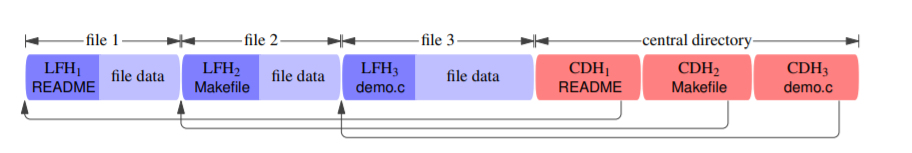 file 1 file 2 file 3 central directory
LFH1 file data LFH2 file data LFH3 file data CDH1 CDH2 CDH3
README Makefile demo.c README Makefile demo.c